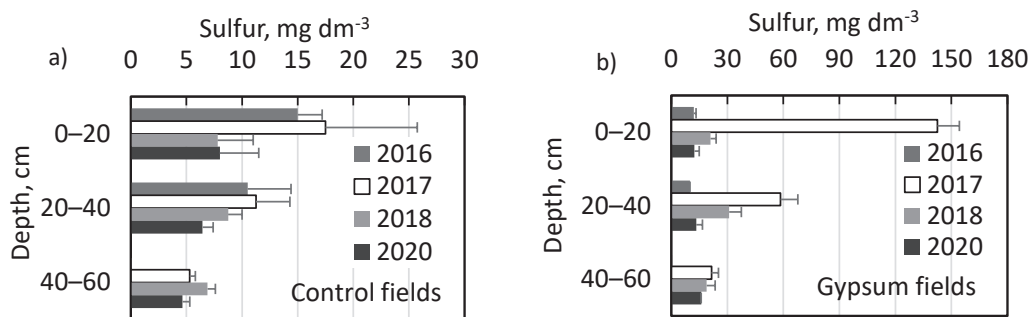 Sulfur, mg dm-3
a)
0 5 10 15 20 25 30
Depth, cm
0–20
20–40
40–60
2016
2017
2018
2020
Control fields
Sulfur, mg dm-3
b)
0 30 60 90 120 150 180
Depth, cm
0–20
20–40
40–60
2016
2017
2018
2020
Gypsum fields